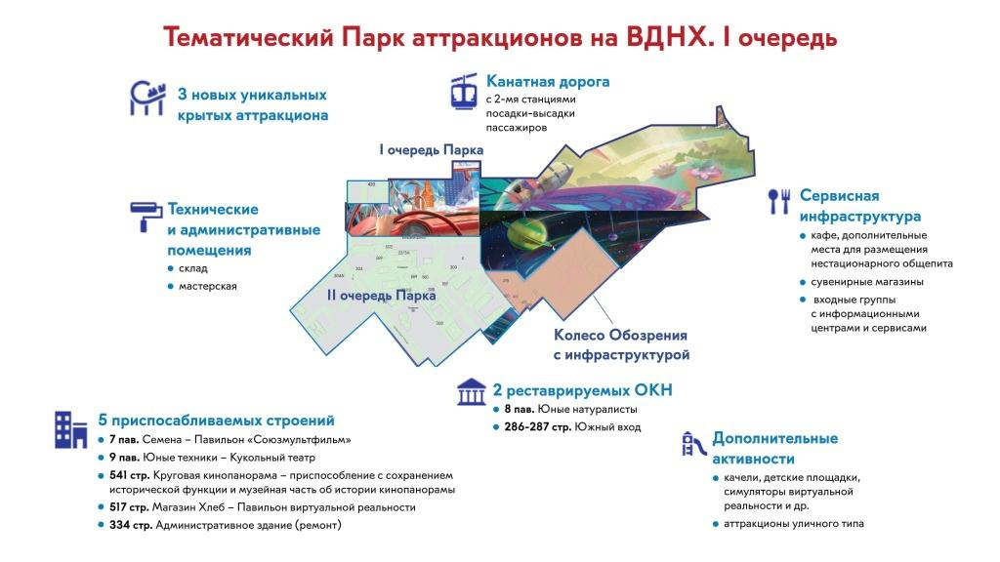 Тематический Парк аттракционов на ВДНХ. I очередь
3 новых уникальных
крытых аттракциона
Канатная дорога
с 2-мя станциями
посадки-высадки
пассажиров
I очередь Парка
Технические
и административные
помещения
склад
мастерская
II очередь Парка
Сервисная
инфраструктура
кафе, дополнительные
места для размещения
нестационарного общепита
сувенирные магазины
входные группы
с информационными
центрами и сервисами
Колесо Обозрения
с инфраструктурой
2 реставрируемых ОКН
8 пав. Юные натуралисты
286-287 стр. Южный вход
5 приспосабливаемых строений
7 пав. Семена – Павильон «Союзмультфильм»
9 пав. Юные техники – Кукольный театр
541 стр. Круговая кинопанорама – приспособление с сохранением
исторической функции и музейная часть об истории кинопанорамы
517 стр. Магазин Хлеб – Павильон виртуальной реальности
334 стр. Административное здание (ремонт)
Дополнительные
активности
качели, детские площадки,
симуляторы виртуальной
реальности и др.
аттракционы уличного типа